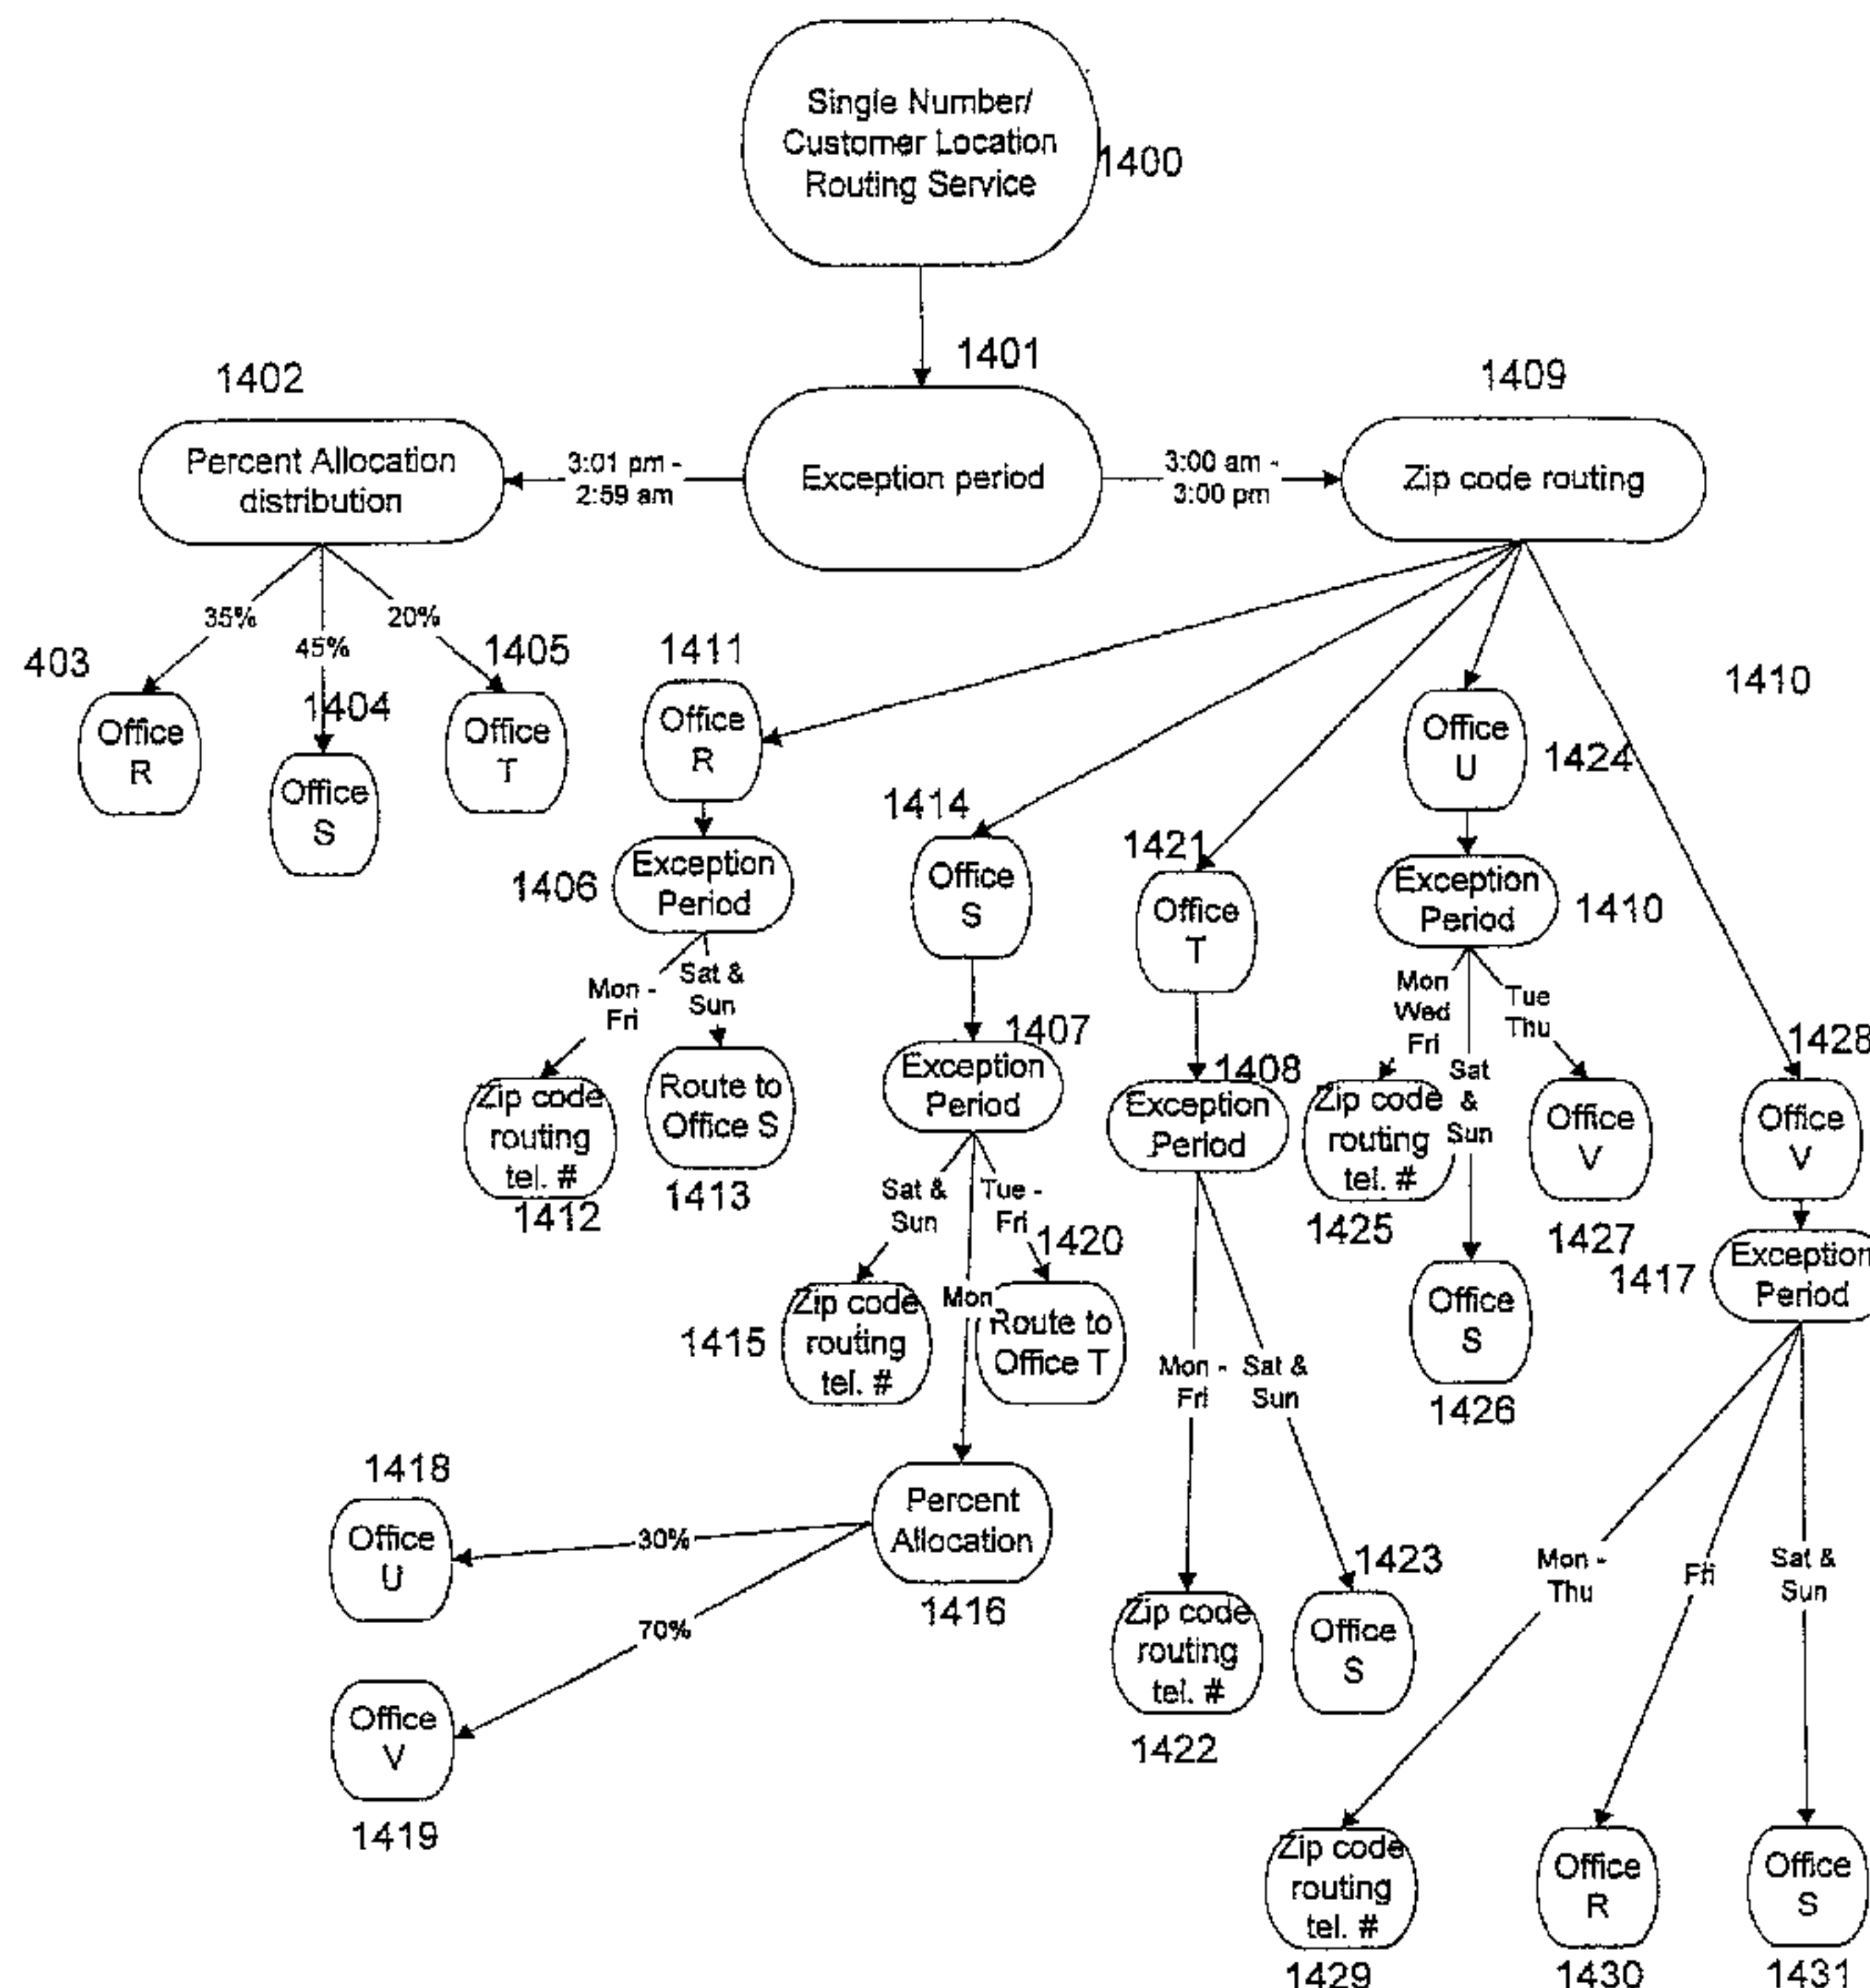 Single Number/
Customer Location
Routing Service
1400
1401
1402
1409
Percent Allocation
distribution
3:01 pm -
2:59 am
Exception period
3:00 am -
3:00 pm
Zip code routing
35%
45%
20%
403
1404
1405
1411
1410
Office
R
Office
S
Office
T
Office
R
Office
U
1424
1414
1421
1406
Exception
Period
Office
S
Office
T
Exception
Period
1410
Mon -
Fri
Sat &
Sun
Mon
Wed
Fri
Sat
&
Sun
Tue
Thu
1407
1408
1428
Zip code
routing
tel. #
1412
Route to
Office S
1413
Exception
Period
Exception
Period
Zip code
routing
tel. #
1425
Office
V
1427
Office
V
Sat &
Sun
Tue -
Fri
Mon
1420
1417
Exception
Period
1415
Zip code
routing
tel. #
Route to
Office T
Office
S
1426
Mon -
Fri
Sat &
Sun
1418
Office
U
30%
70%
Percent
Allocation
1416
1423
Mon -
Thu
Fri
Sat &
Sun
Zip code
routing
tel. #
1422
Office
S
Office
V
1419
Zip code
routing
tel. #
1429
Office
R
1430
Office
S
1431